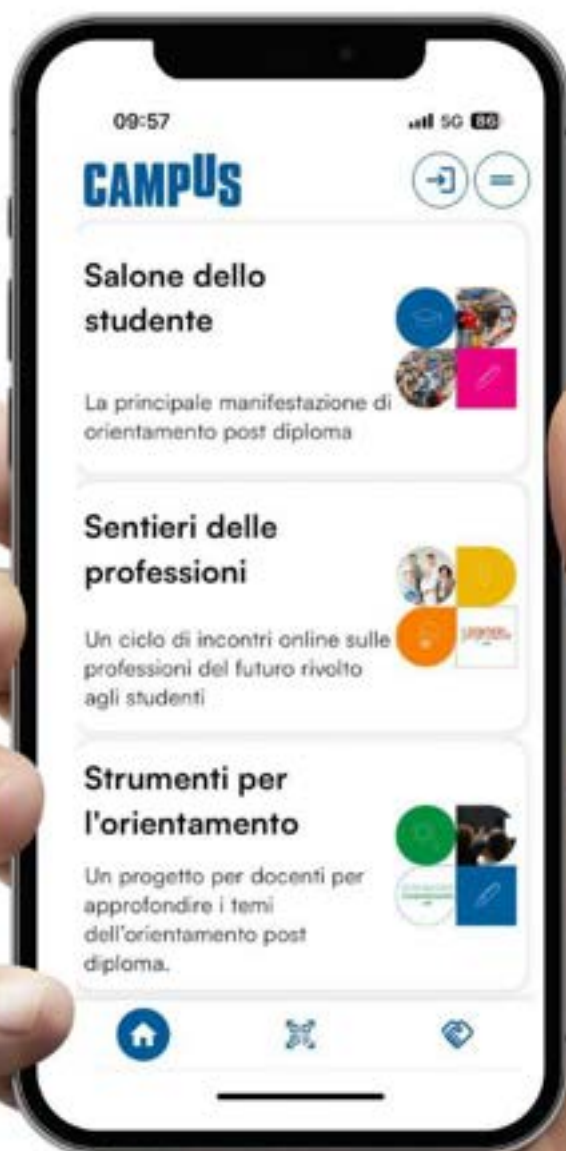 09:57
5G 86
CAMPUS
Salone dello
studente
La principale manifestazione di
orientamento post diploma
Sentieri delle
professioni
Un ciclo di incontri online sulle
professioni del futuro rivolto
agli studenti
Strumenti per
l'orientamento
Un progetto per docenti per
approfondire i temi
dell'orientamento post
diploma.